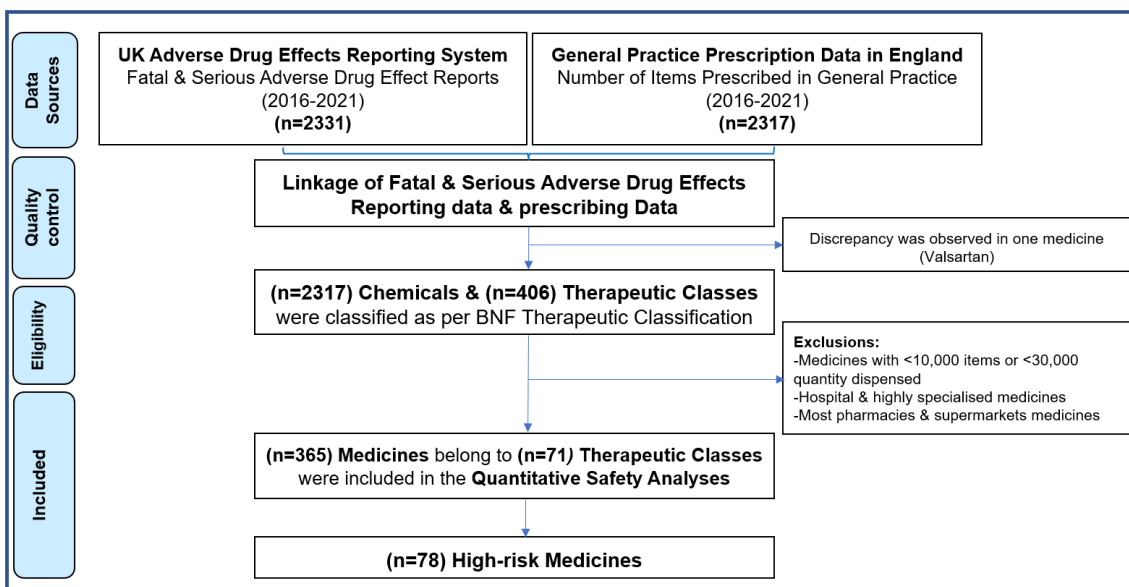 Data
Sources
UK Adverse Drug Effects Reporting System
Fatal & Serious Adverse Drug Effect Reports
(2016-2021)
(n=2331)
General Practice Prescription Data in England
Number of Items Prescribed in General Practice
(2016-2021)
(n=2317)
Quality
control
Linkage of Fatal & Serious Adverse Drug Effects
Reporting data & prescribing Data
Discrepancy was observed in one medicine
(Valsartan)
Eligibility
(n=2317) Chemicals & (n=406) Therapeutic Classes
were classified as per BNF Therapeutic Classification
Exclusions:
-Medicines with <10,000 items or <30,000
quantity dispensed
-Hospital & highly specialised medicines
-Most pharmacies & supermarkets medicines
Included
(n=365) Medicines belong to (n=71) Therapeutic Classes
were included in the Quantitative Safety Analyses
(n=78) High-risk Medicines